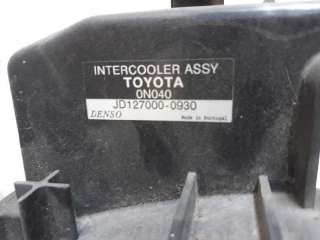 INTERCOOLER ASSY
TOYOTA
0N040
JD127000-0930
DENSO Made in Portugal